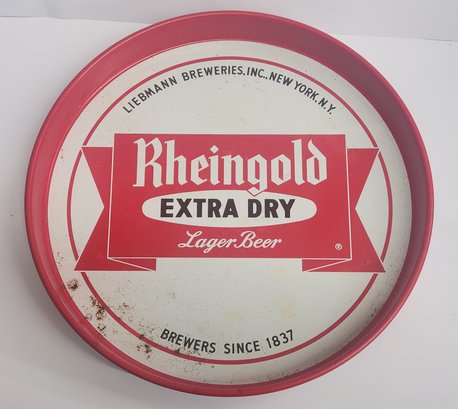 LIEBMANN BREWERIES, INC., NEW YORK, N.Y.
Rheingold
EXTRA DRY
Lager Beer
®
BREWERS SINCE 1837